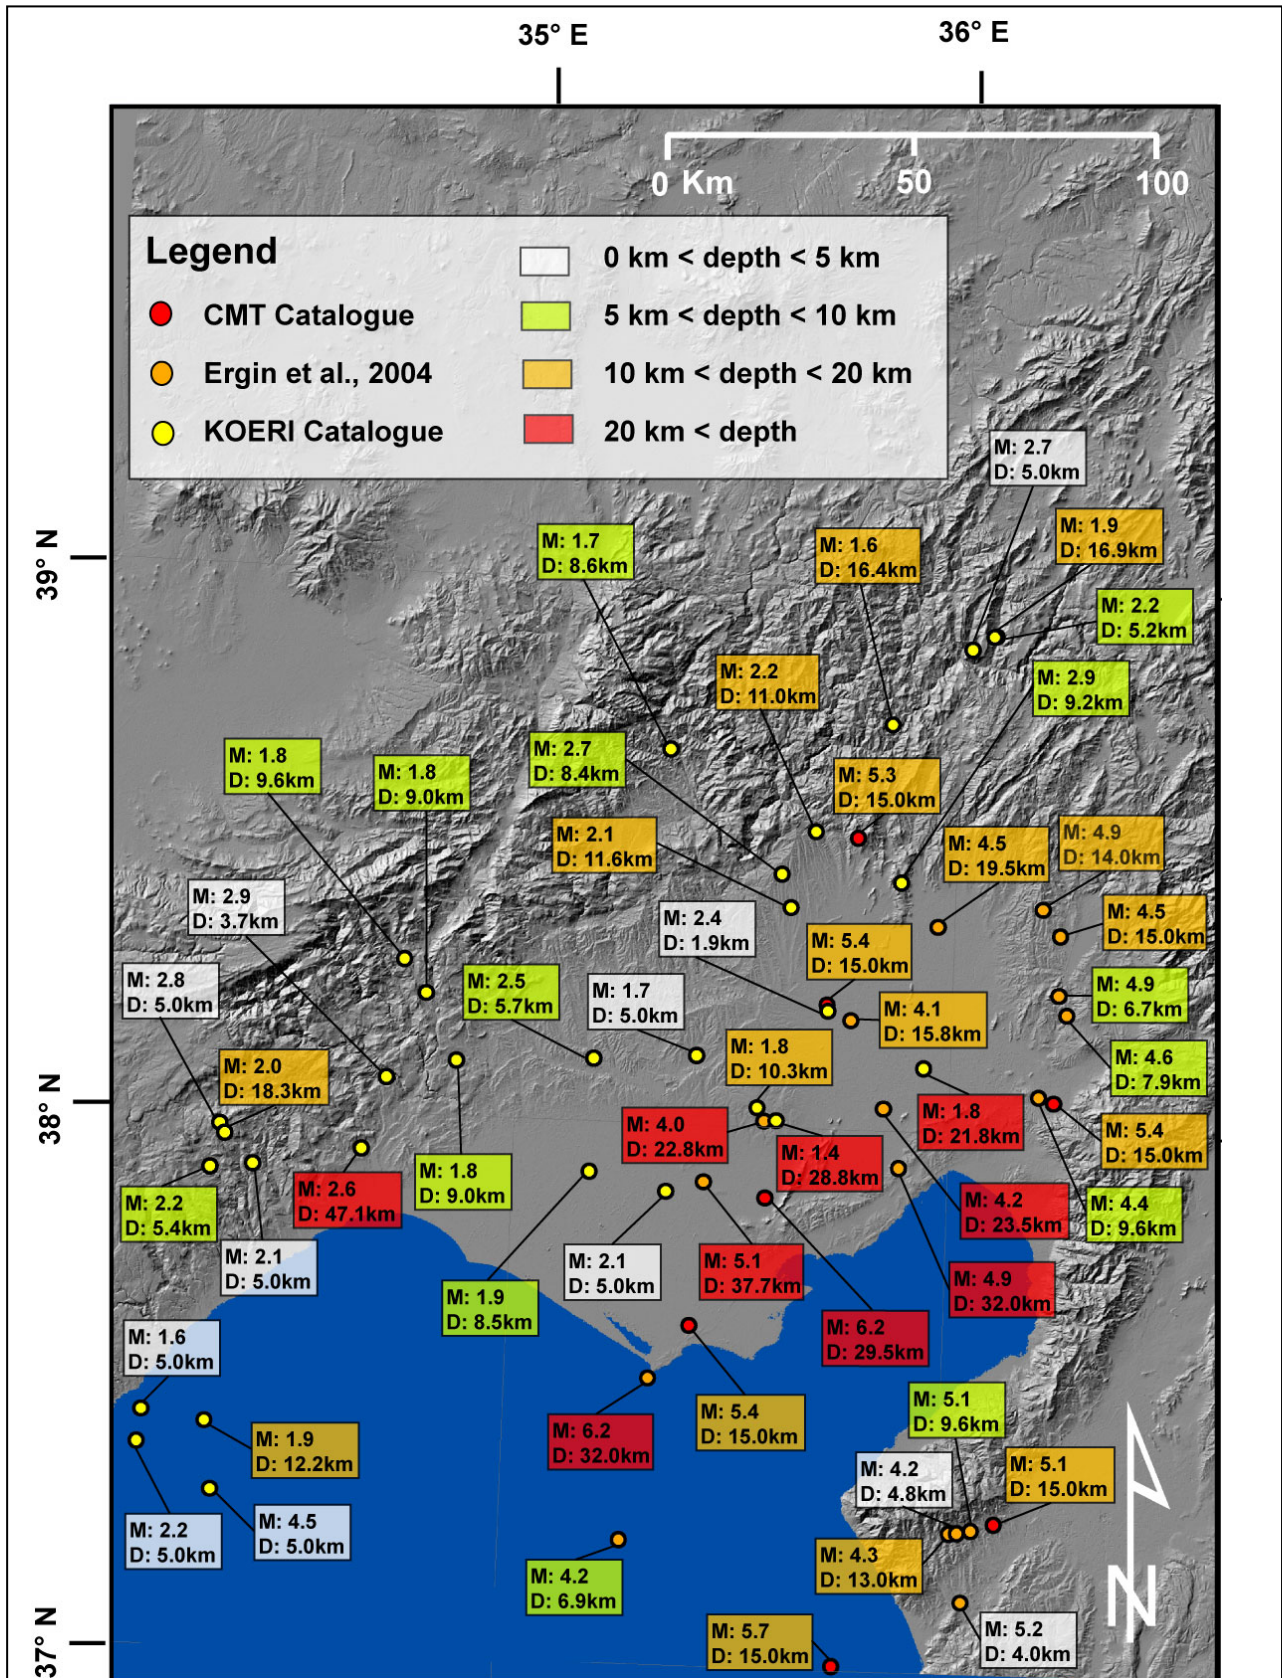 35° E
36° E
0 Km 50 100
Legend
CMT Catalogue
Ergin et al., 2004
KOERI Catalogue
0 km < depth < 5 km
5 km < depth < 10 km
10 km < depth < 20 km
20 km < depth
39° N
38° N
37° N
M: 2.7
D: 5.0km
M: 1.9
D: 16.9km
M: 1.7
D: 8.6km
M: 1.6
D: 16.4km
M: 2.2
D: 5.2km
M: 2.2
D: 11.0km
M: 2.9
D: 9.2km
M: 1.8
D: 9.6km
M: 1.8
D: 9.0km
M: 2.7
D: 8.4km
M: 5.3
D: 15.0km
M: 2.1
D: 11.6km
M: 4.5
D: 19.5km
M: 4.9
D: 14.0km
M: 2.9
D: 3.7km
M: 2.4
D: 1.9km
M: 5.4
D: 15.0km
M: 4.5
D: 15.0km
M: 2.8
D: 5.0km
M: 2.5
D: 5.7km
M: 1.7
D: 5.0km
M: 4.1
D: 15.8km
M: 4.9
D: 6.7km
M: 2.0
D: 18.3km
M: 1.8
D: 10.3km
M: 4.6
D: 7.9km
M: 4.0
D: 22.8km
M: 1.4
D: 28.8km
M: 1.8
D: 21.8km
M: 5.4
D: 15.0km
M: 2.2
D: 5.4km
M: 2.6
D: 47.1km
M: 1.8
D: 9.0km
M: 4.2
D: 23.5km
M: 4.4
D: 9.6km
M: 2.1
D: 5.0km
M: 2.1
D: 5.0km
M: 5.1
D: 37.7km
M: 4.9
D: 32.0km
M: 1.9
D: 8.5km
M: 6.2
D: 29.5km
M: 1.6
D: 5.0km
M: 1.9
D: 12.2km
M: 6.2
D: 32.0km
M: 5.4
D: 15.0km
M: 5.1
D: 9.6km
M: 4.2
D: 4.8km
M: 5.1
D: 15.0km
M: 2.2
D: 5.0km
M: 4.5
D: 5.0km
M: 4.2
D: 6.9km
M: 4.3
D: 13.0km
M: 5.7
D: 15.0km
M: 5.2
D: 4.0km
N